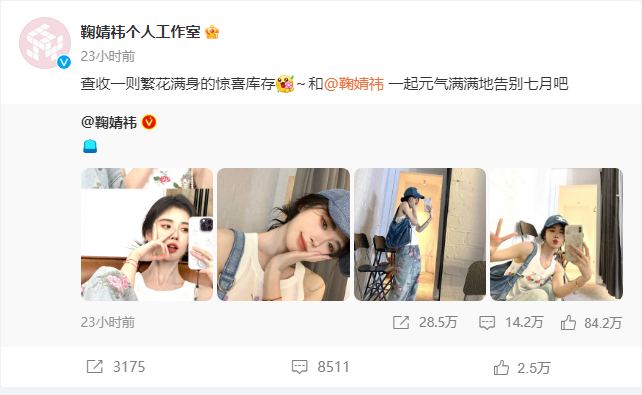 鞠婧祎个人工作室
23小时前
查收一则繁花满身的惊喜库存～和@鞠婧祎 一起元气满满地告别七月吧
@鞠婧祎
23小时前 28.5万 14.2万 84.2万
3175 8511 2.5万